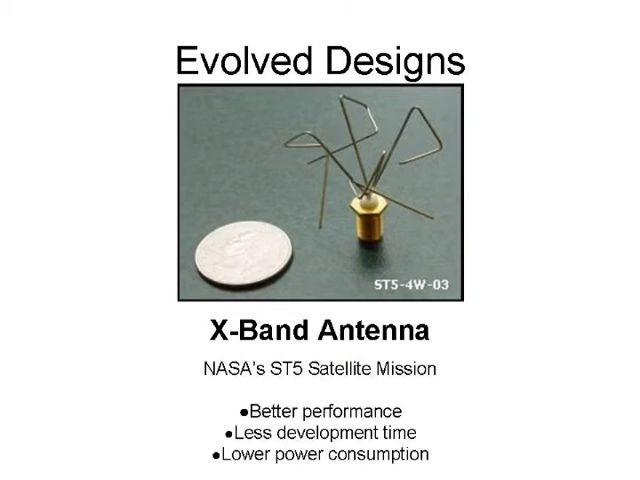 Evolved Designs
ST5-4W-03
X-Band Antenna
NASA's ST5 Satellite Mission
●Better performance
●Less development time
●Lower power consumption